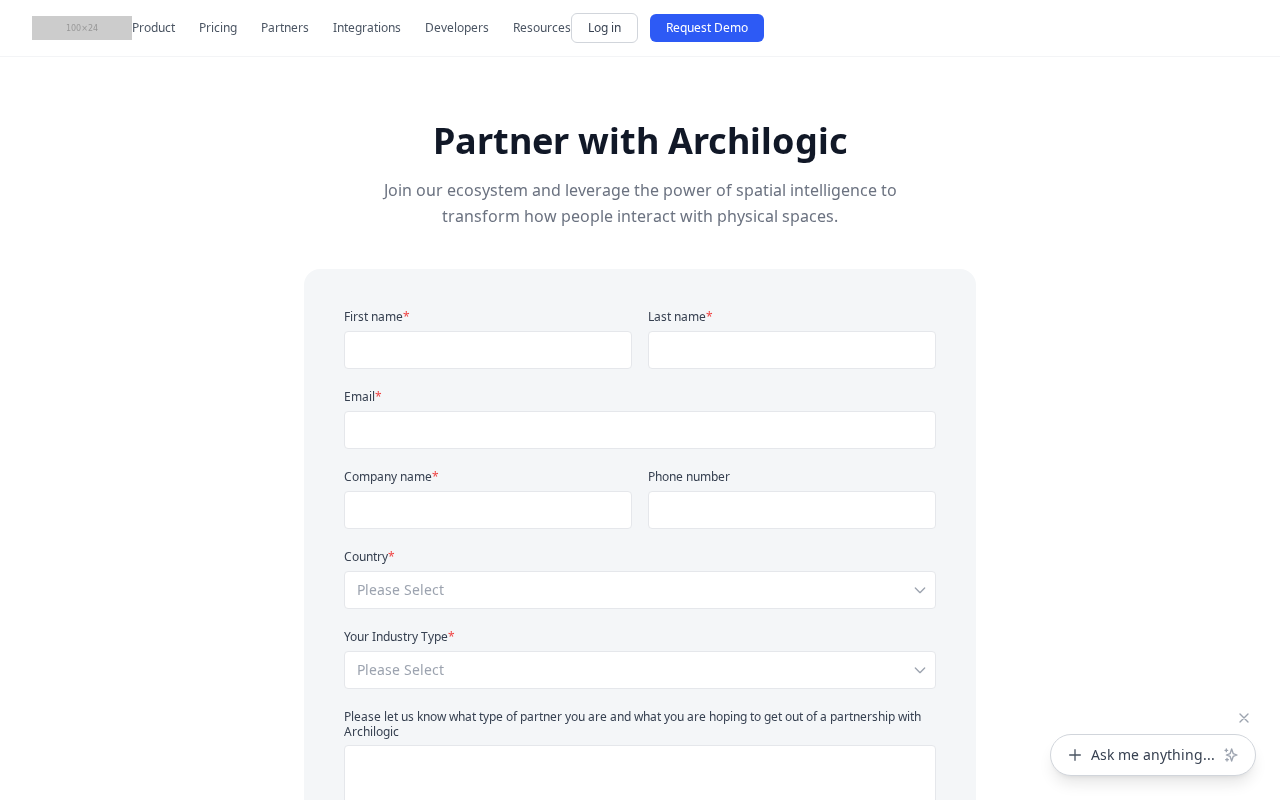 100×24
Product
Pricing
Partners
Integrations
Developers
Resources
Log in
Request Demo
Partner with Archilogic
Join our ecosystem and leverage the power of spatial intelligence to
transform how people interact with physical spaces.
First name*
Last name*
Email*
Company name*
Phone number
Country*
Please Select
Your Industry Type*
Please Select
Please let us know what type of partner you are and what you are hoping to get out of a partnership with
Archilogic
Ask me anything...